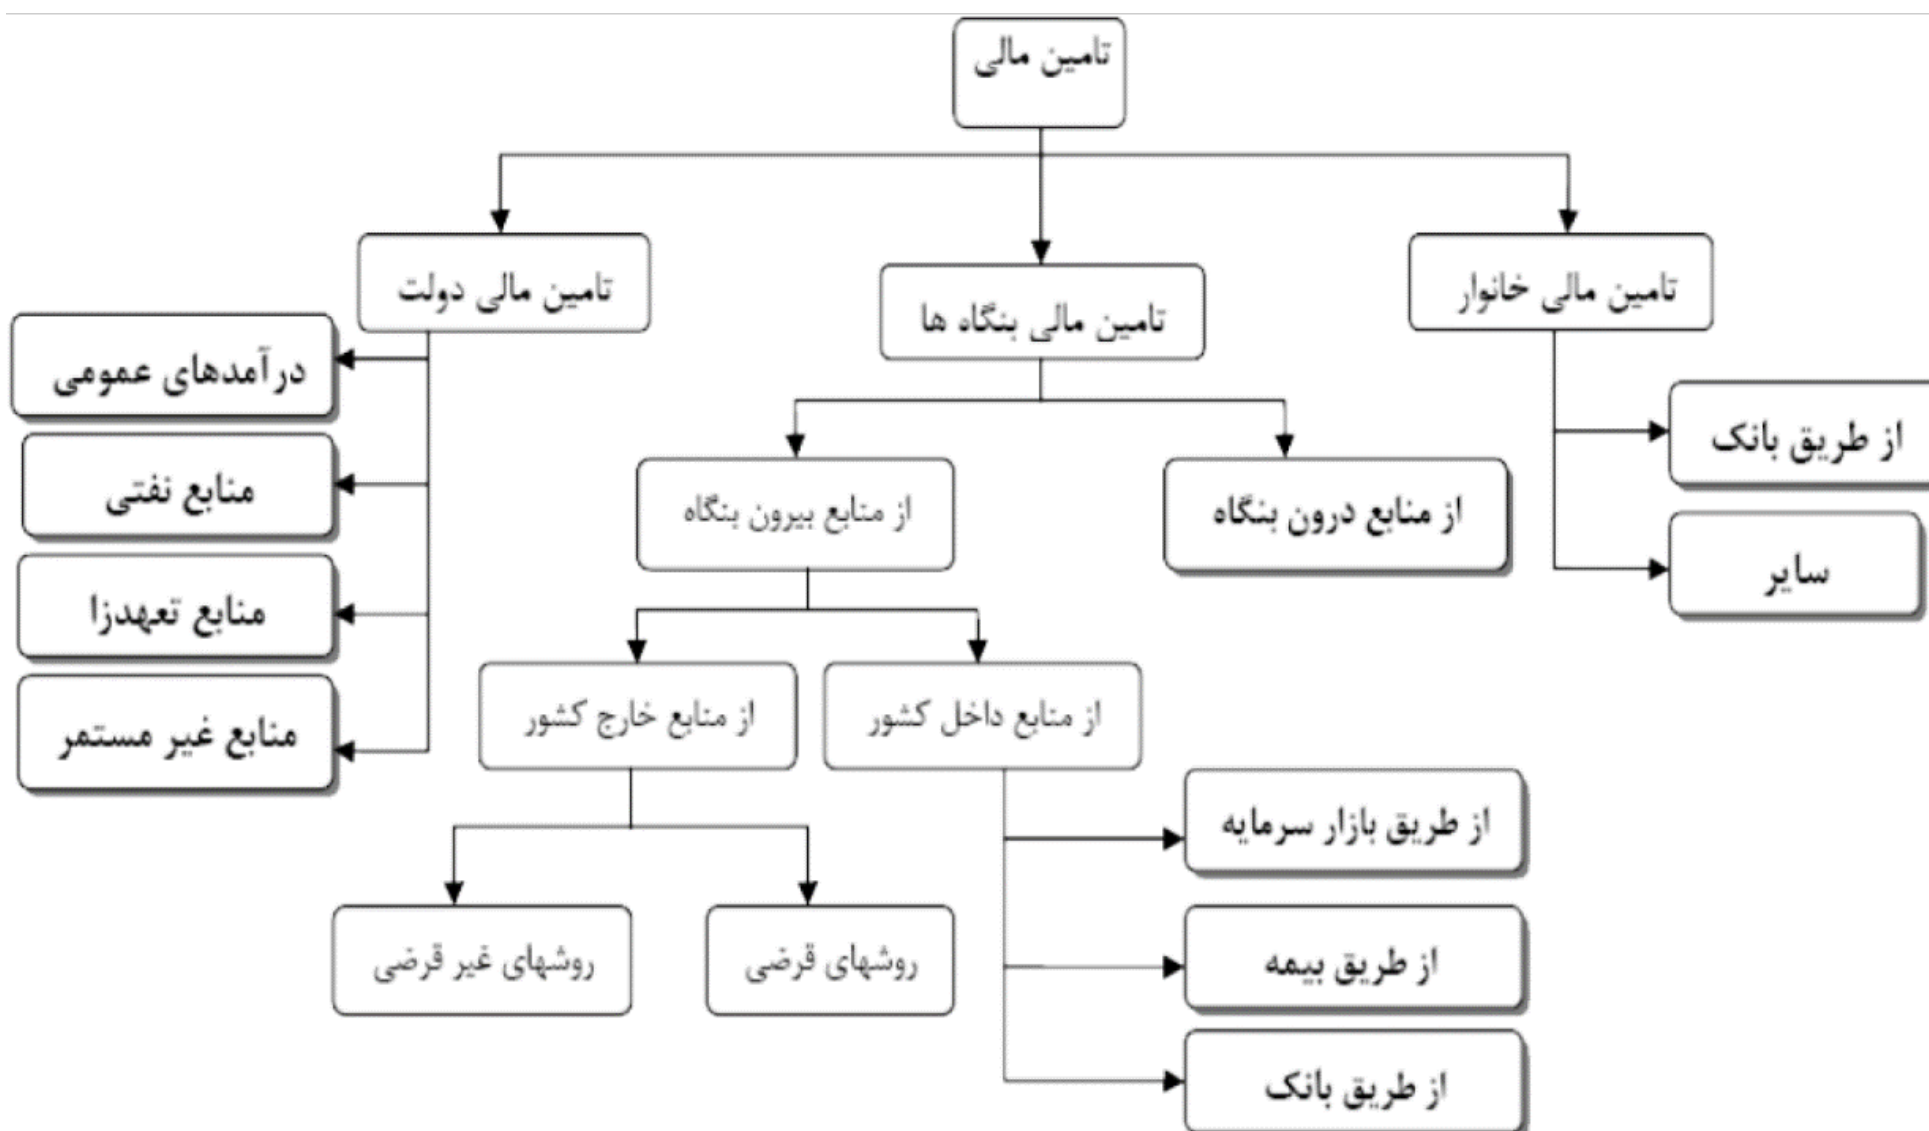 تامین مالی
تامین مالی خانوار
تامین مالی بنگاه ها
تامین مالی دولت
از طریق بانک
سایر
از منابع درون بنگاه
از منابع بیرون بنگاه
از منابع داخل کشور
از منابع خارج کشور
از طریق بازار سرمایه
از طریق بیمه
از طریق بانک
روشهای قرضی
روشهای غیر قرضی
درآمدهای عمومی
منابع نفتی
منابع تعهدزا
منابع غیر مستمر